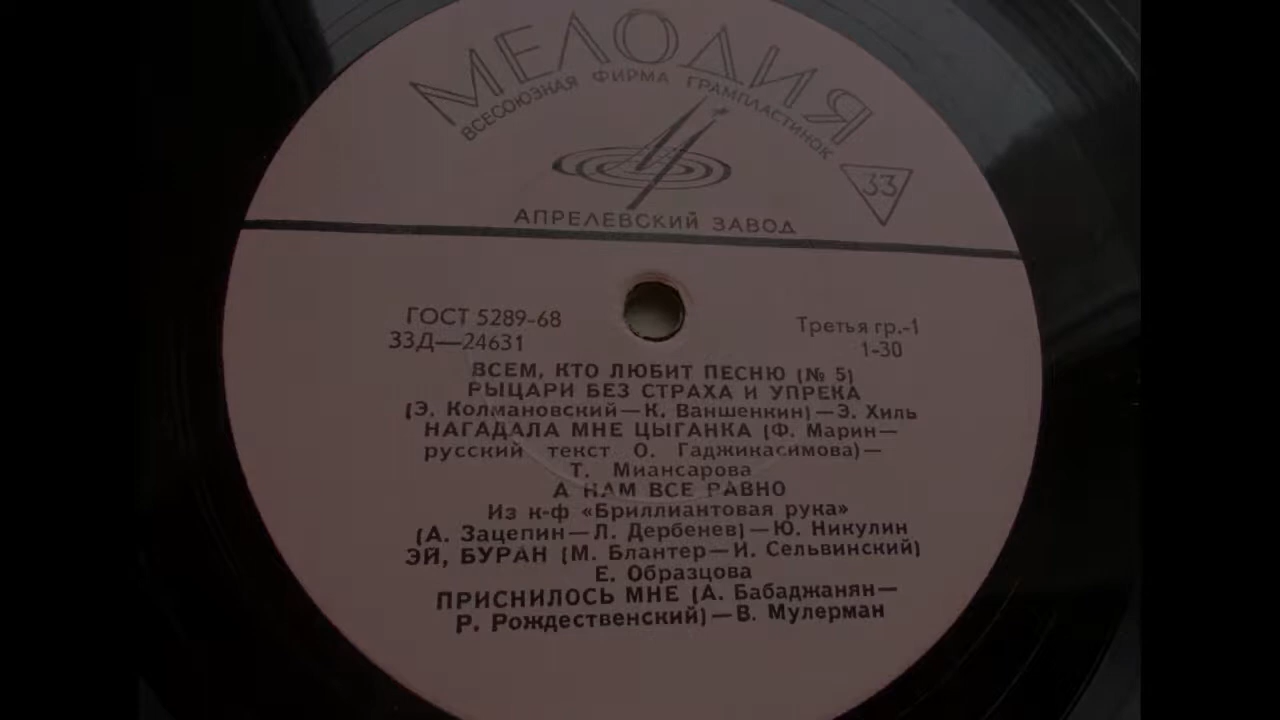 МЕЛОДИЯ
ВСЕСОЮЗНАЯ ФИРМА ГРАМПЛАСТИНОК
33
АПРЕЛЕВСКИЙ ЗАВОД
ГОСТ 5289-68
Третья гр.-1
33Д—24631
1-30
ВСЕМ, КТО ЛЮБИТ ПЕСНЮ (№ 5)
РЫЦАРИ БЕЗ СТРАХА И УПРЕКА
(Э. Колмановский—К. Ваншенкин)—Э. Хиль
НАГАДАЛА МНЕ ЦЫГАНКА (Ф. Марин—
русский текст О. Гаджикасимова)—
Т. Миансарова
А НАМ ВСЕ РАВНО
Из к-ф «Бриллиантовая рука»
(А. Зацепин—Л. Дербенев)—Ю. Никулин
ЭЙ, БУРАН (М. Блантер—И. Сельвинский)
Е. Образцова
ПРИСНИЛОСЬ МНЕ (А. Бабаджанян—
Р. Рождественский)—В. Мулерман